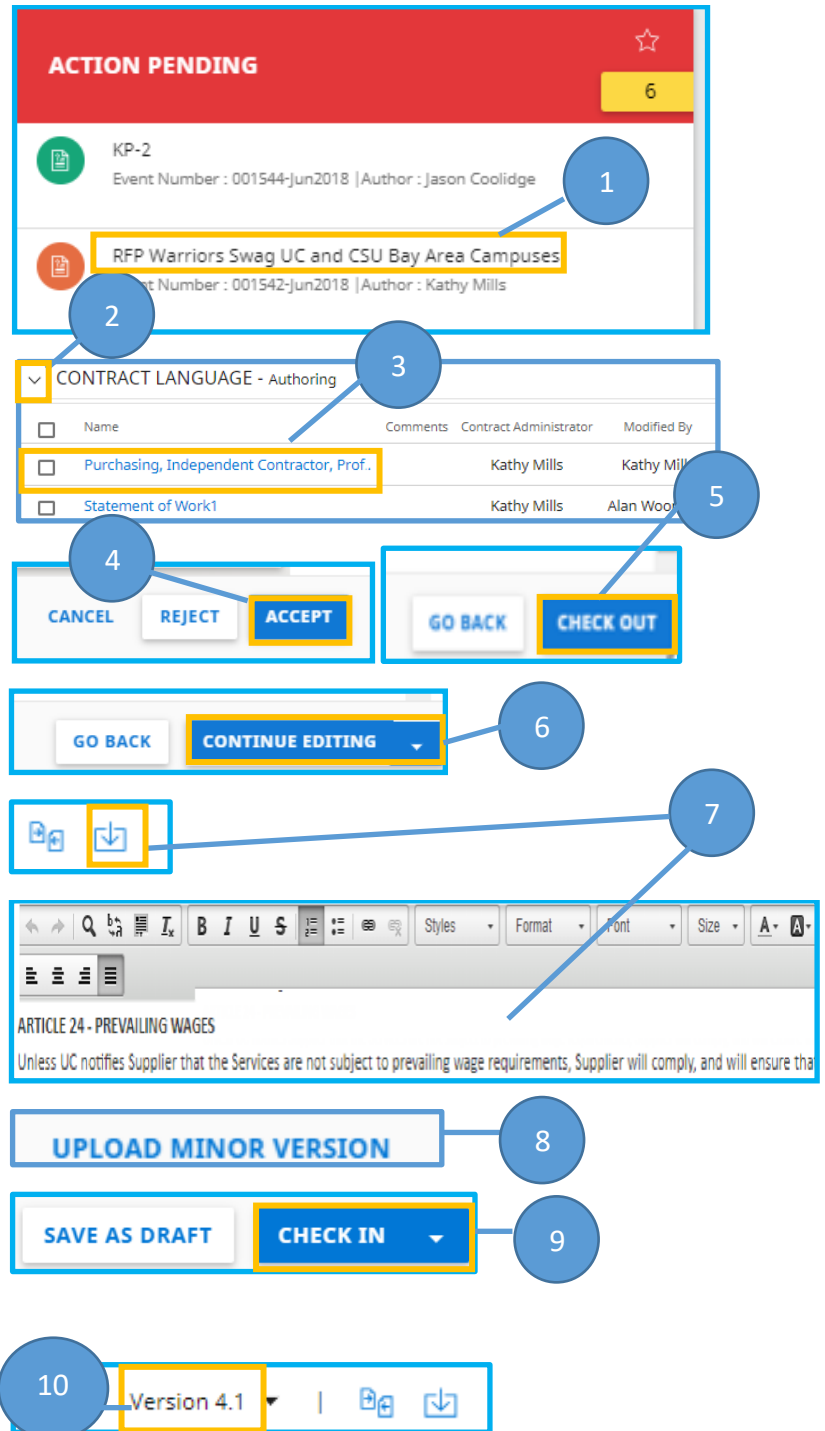 ACTION PENDING
6
KP-2
Event Number : 001544-Jun2018 |Author : Jason Coolidge
1
RFP Warriors Swag UC and CSU Bay Area Campuses
Number : 001542-Jun2018 |Author : Kathy Mills
2
CONTRACT LANGUAGE - Authoring
3
Name Comments Contract Administrator Modified By
Purchasing, Independent Contractor, Prof.. Kathy Mills Kathy Mill
Statement of Work1 Kathy Mills Alan Woo
5
4
CANCEL REJECT ACCEPT
GO BACK CHECK OUT
6
GO BACK CONTINUE EDITING
7
B I U S Styles Format Font Size A A
ARTICLE 24 - PREVAILING WAGES
Unless UC notifies Supplier that the Services are not subject to prevailing wage requirements, Supplier will comply, and will ensure tha
UPLOAD MINOR VERSION
8
SAVE AS DRAFT CHECK IN
9
10
Version 4.1 |